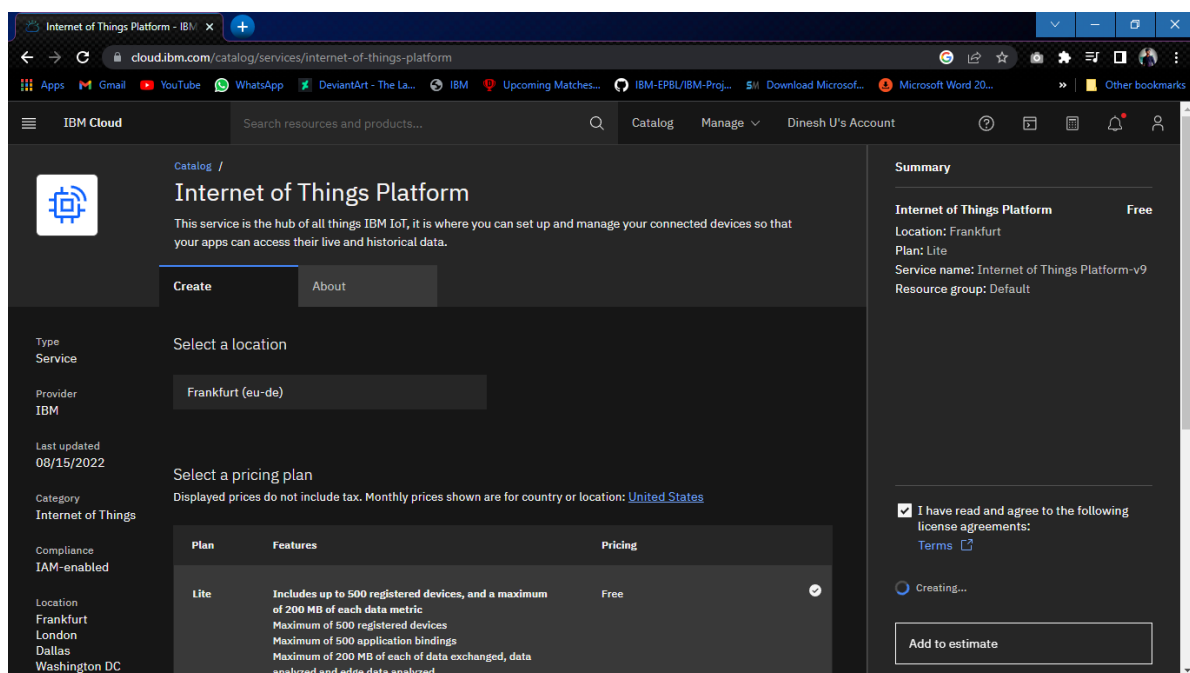 Internet of Things Platform - IBM
cloud.ibm.com/catalog/services/internet-of-things-platform
Apps Gmail YouTube WhatsApp DeviantArt - The La... IBM Upcoming Matches... IBM-EPBL/IBM-Proj... SM Download Microsof... Microsoft Word 20... » Other bookmarks
IBM Cloud Search resources and products... Catalog Manage Dinesh U's Account
Catalog /
Internet of Things Platform
This service is the hub of all things IBM IoT, it is where you can set up and manage your connected devices so that
your apps can access their live and historical data.
Create About
Type
Service
Provider
IBM
Last updated
08/15/2022
Category
Internet of Things
Compliance
IAM-enabled
Location
Frankfurt
London
Dallas
Washington DC
Select a location
Frankfurt (eu-de)
Select a pricing plan
Displayed prices do not include tax. Monthly prices shown are for country or location: United States
Plan Features Pricing
Lite Includes up to 500 registered devices, and a maximum Free
of 200 MB of each data metric
Maximum of 500 registered devices
Maximum of 500 application bindings
Maximum of 200 MB of each of data exchanged, data
analyzed and edge data analyzed
Summary
Internet of Things Platform Free
Location: Frankfurt
Plan: Lite
Service name: Internet of Things Platform-v9
Resource group: Default
I have read and agree to the following
license agreements:
Terms
Creating...
Add to estimate